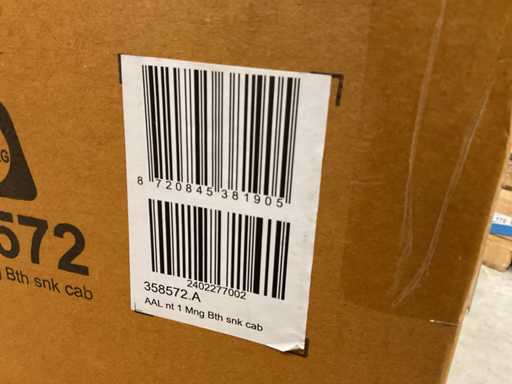 8 720845 381905
2402277002
358572.A
AAL nt 1 Mng Bth snk cab
572
Bth snk cab